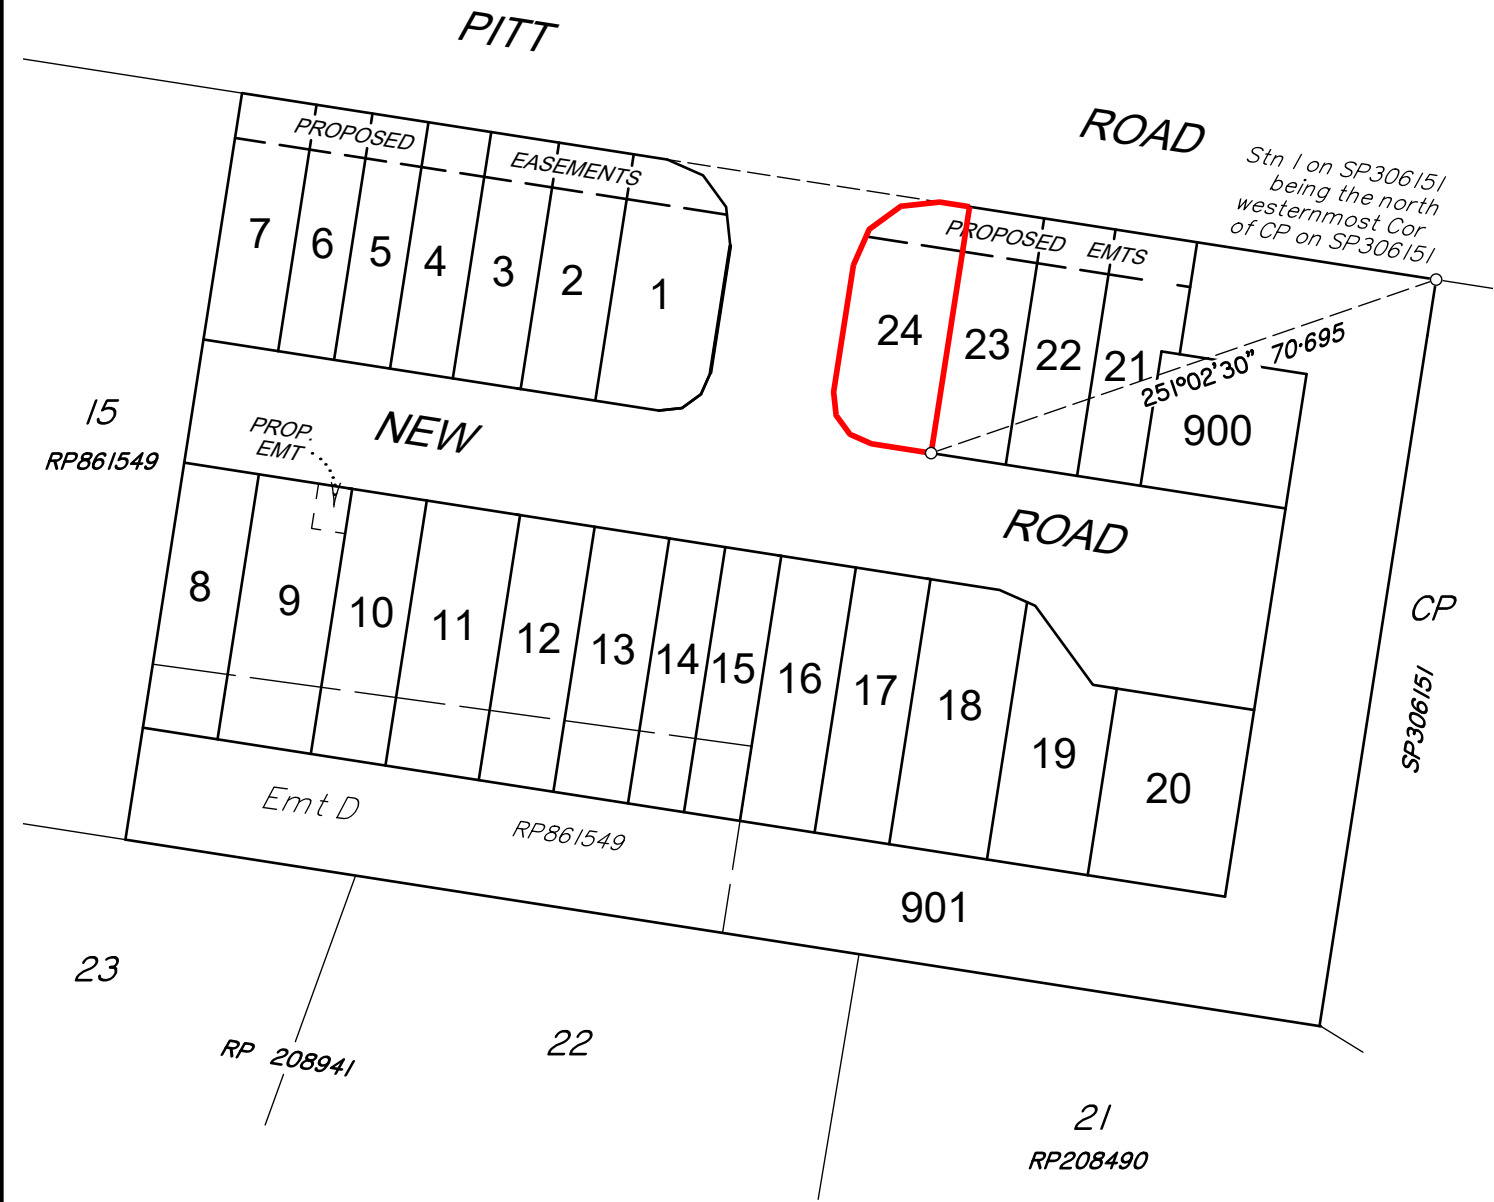 PITT
ROAD
Stn 1 on SP306151
being the north
westernmost Cor
of CP on SP306151
PROPOSED
EASEMENTS
PROPOSED EMTS
7
6
5
4
3
2
1
24
23
22
21
251°02'30" 70·695
900
15
RP861549
NEW
PROP.
EMT
ROAD
8
9
10
11
12
13
14
15
16
17
18
19
20
CP
SP306151
Emt D
RP861549
901
23
22
RP 208941
21
RP208490